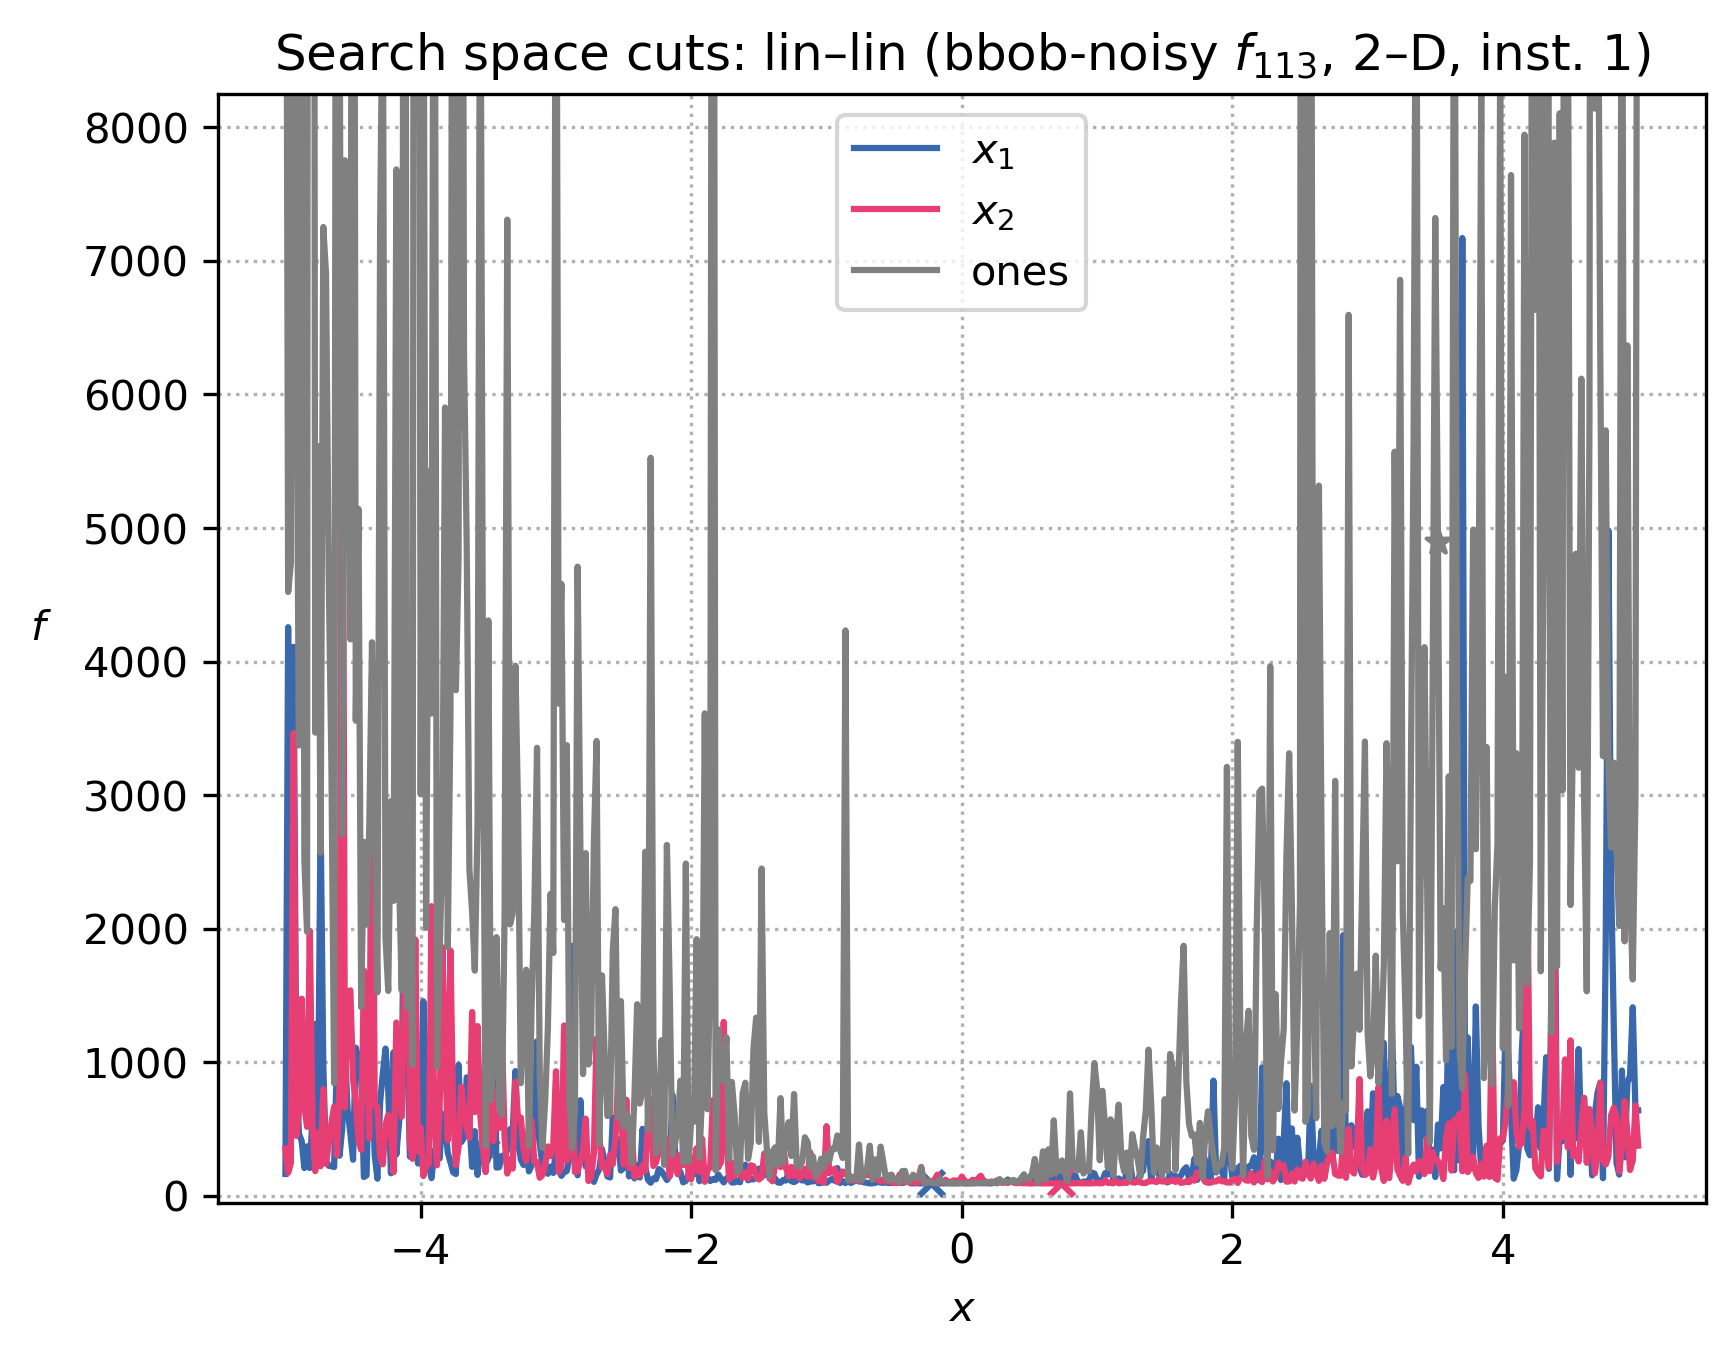 Search space cuts: lin–lin (bbob-noisy f₁₁₃, 2–D, inst. 1)
8000
7000
6000
5000
4000
3000
2000
1000
0
f
x₁
x₂
ones
−4
−2
0
2
4
x